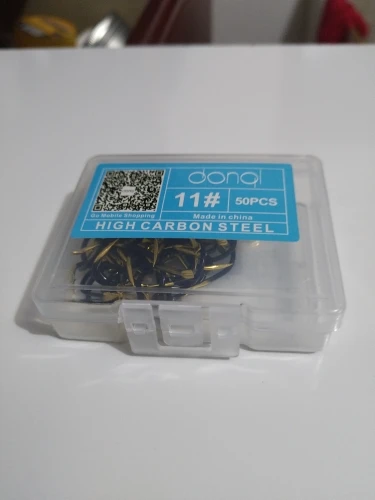 donql
11#
50PCS
Go Mobile Shopping
Made in china
HIGH CARBON STEEL